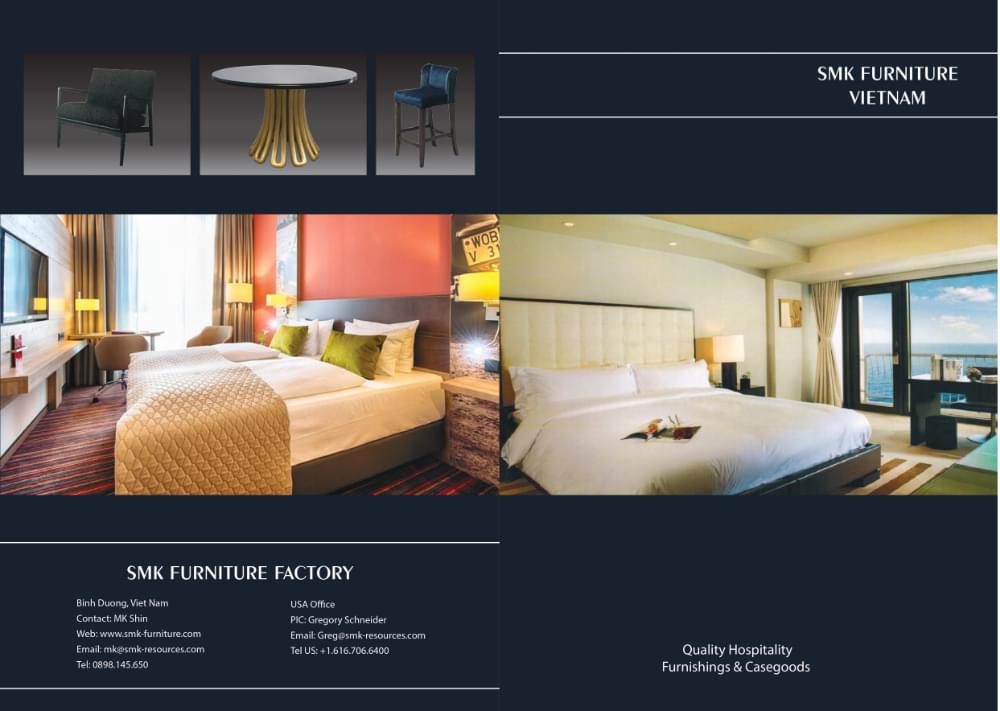 SMK FURNITURE
VIETNAM
WOB
V 31
SMK FURNITURE FACTORY
Binh Duong, Viet Nam
Contact: MK Shin
Web: www.smk-furniture.com
Email: mk@smk-resources.com
Tel: 0898.145.650
USA Office
PIC: Gregory Schneider
Email: Greg@smk-resources.com
Tel US: +1.616.706.6400
Quality Hospitality
Furnishings & Casegoods